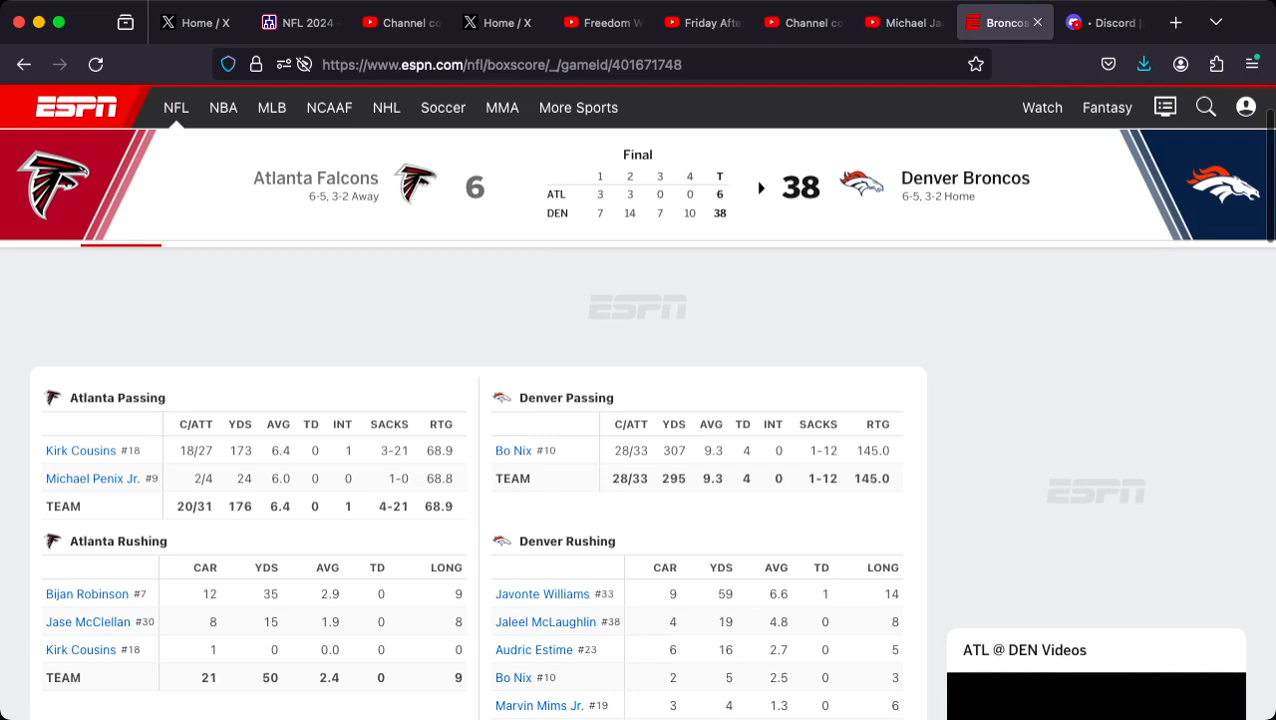 Home / X
NFL 2024 -
Channel co
Home / X
Freedom W
Friday Afte
Channel co
Michael Jac
Broncos
• Discord |
https://www.espn.com/nfl/boxscore/_/gameId/401671748
ESPN
NFL NBA MLB NCAAF NHL Soccer MMA More Sports Watch Fantasy
Final
Atlanta Falcons
6-5, 3-2 Away
6
1 2 3 4 T
ATL 3 3 0 0 6
DEN 7 14 7 10 38
38
Denver Broncos
6-5, 3-2 Home
ESPN
Atlanta Passing
C/ATT YDS AVG TD INT SACKS RTG
Kirk Cousins #18 18/27 173 6.4 0 1 3-21 68.9
Michael Penix Jr. #9 2/4 24 6.0 0 0 1-0 68.8
TEAM 20/31 176 6.4 0 1 4-21 68.9
Denver Passing
C/ATT YDS AVG TD INT SACKS RTG
Bo Nix #10 28/33 307 9.3 4 0 1-12 145.0
TEAM 28/33 295 9.3 4 0 1-12 145.0
ESPN
Atlanta Rushing
CAR YDS AVG TD LONG
Bijan Robinson #7 12 35 2.9 0 9
Jase McClellan #30 8 15 1.9 0 8
Kirk Cousins #18 1 0 0.0 0 0
TEAM 21 50 2.4 0 9
Denver Rushing
CAR YDS AVG TD LONG
Javonte Williams #33 9 59 6.6 1 14
Jaleel McLaughlin #38 4 19 4.8 0 8
Audric Estime #23 6 16 2.7 0 5
Bo Nix #10 2 5 2.5 0 3
Marvin Mims Jr. #19 3 4 1.3 0 6
ATL @ DEN Videos